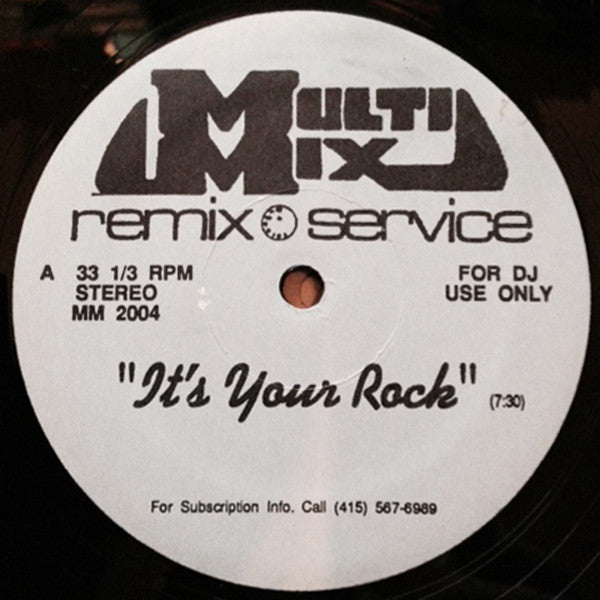 MULTI
MIX
remix service
A 33 1/3 RPM
STEREO
MM 2004
FOR DJ
USE ONLY
"It's Your Rock" (7:30)
For Subscription Info. Call (415) 567-6989